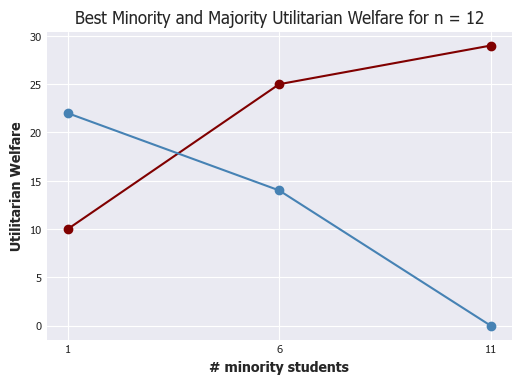 Best Minority and Majority Utilitarian Welfare for n = 12
30
25
20
15
10
5
0
Utilitarian Welfare
1 6 11
# minority students